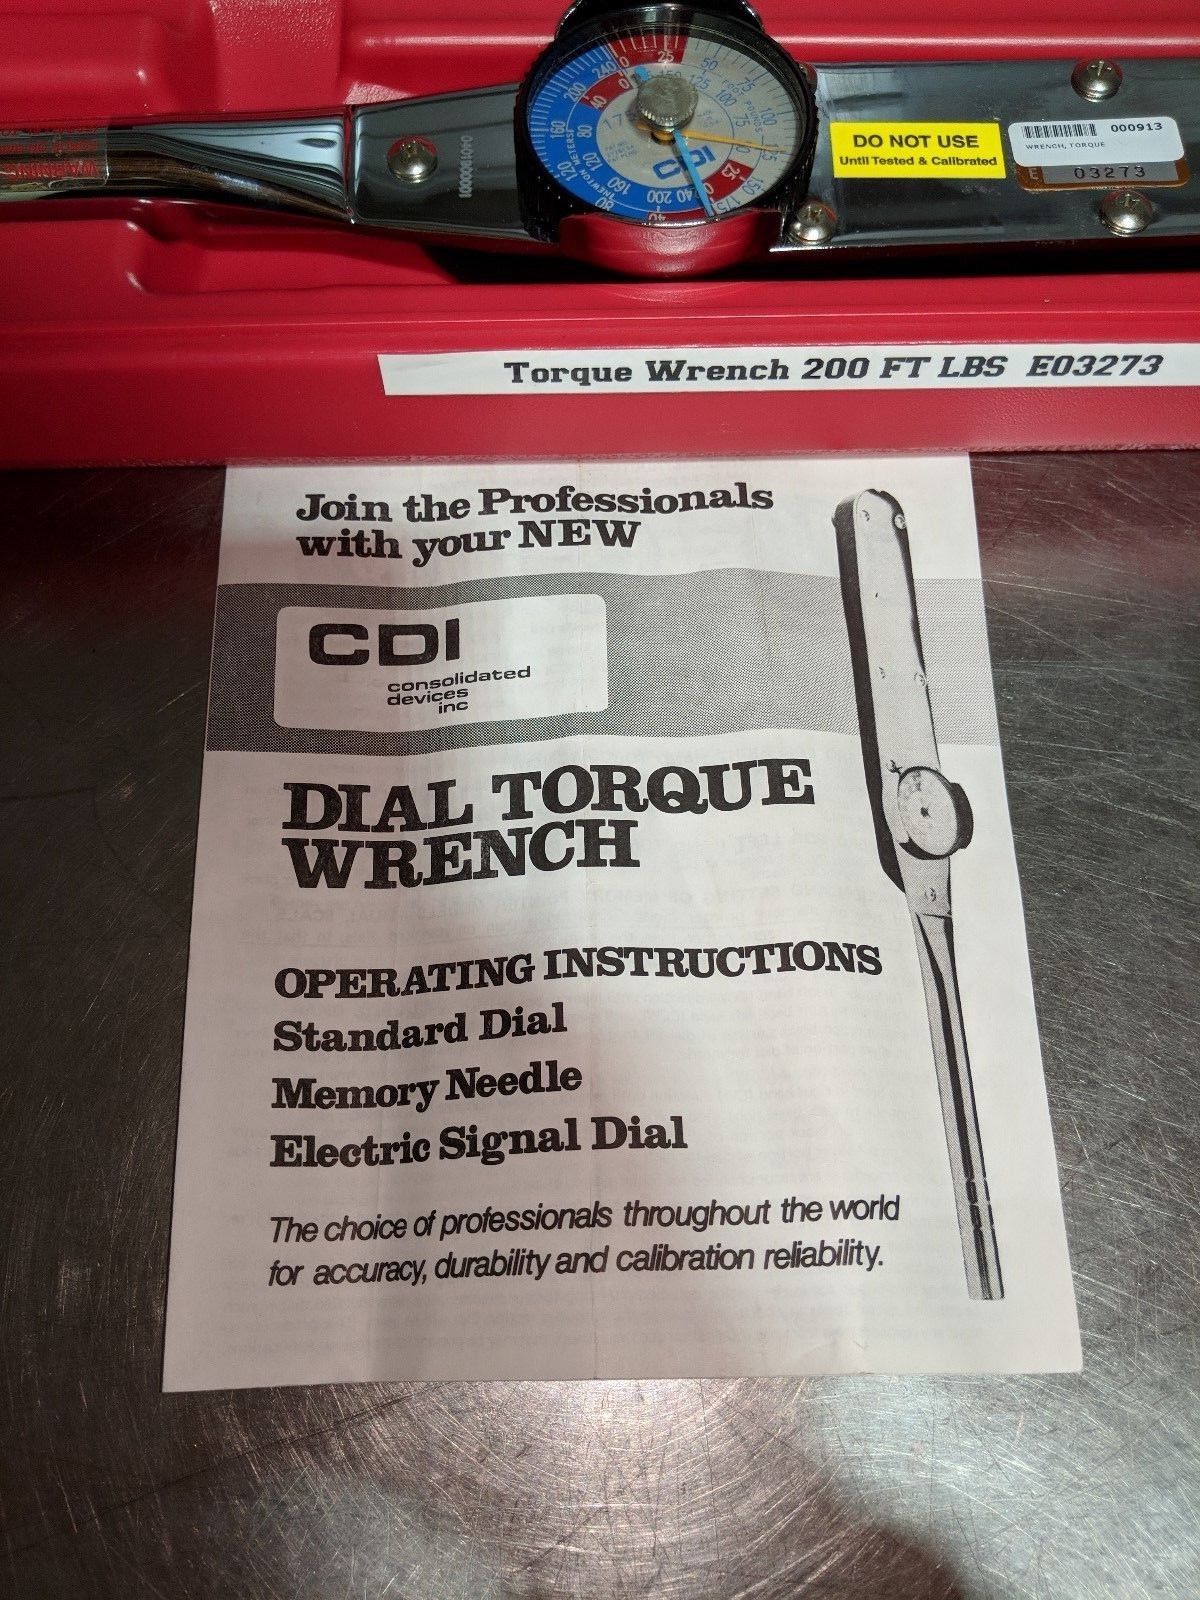 DO NOT USE
Until Tested & Calibrated
000913
WRENCH, TORQUE
E 03273
CDI
NEWTON METERS
Torque Wrench 200 FT LBS E03273
Join the Professionals
with your NEW
CDI
consolidated
devices
inc
DIAL TORQUE
WRENCH
OPERATING INSTRUCTIONS
Standard Dial
Memory Needle
Electric Signal Dial
The choice of professionals throughout the world
for accuracy, durability and calibration reliability.